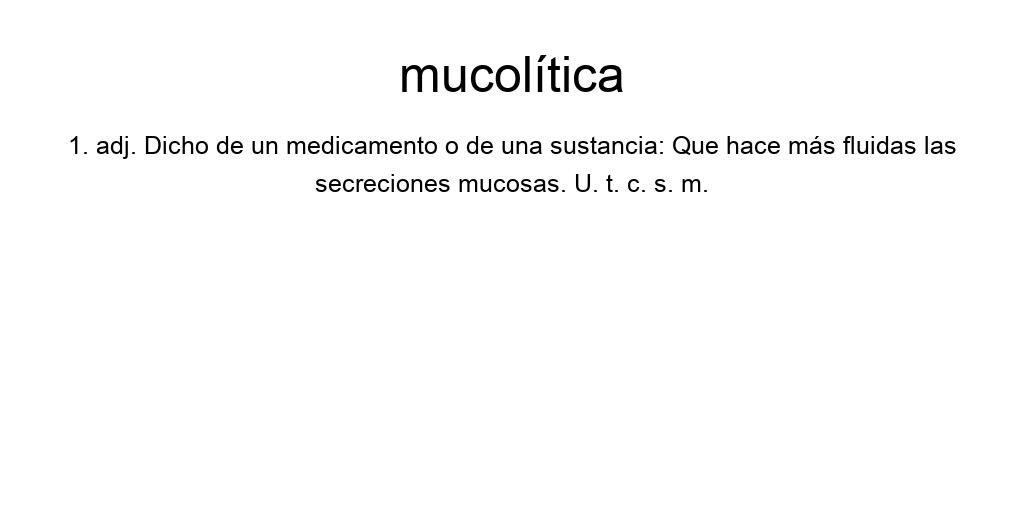 mucolítica
1. adj. Dicho de un medicamento o de una sustancia: Que hace más fluidas las
secreciones mucosas. U. t. c. s. m.